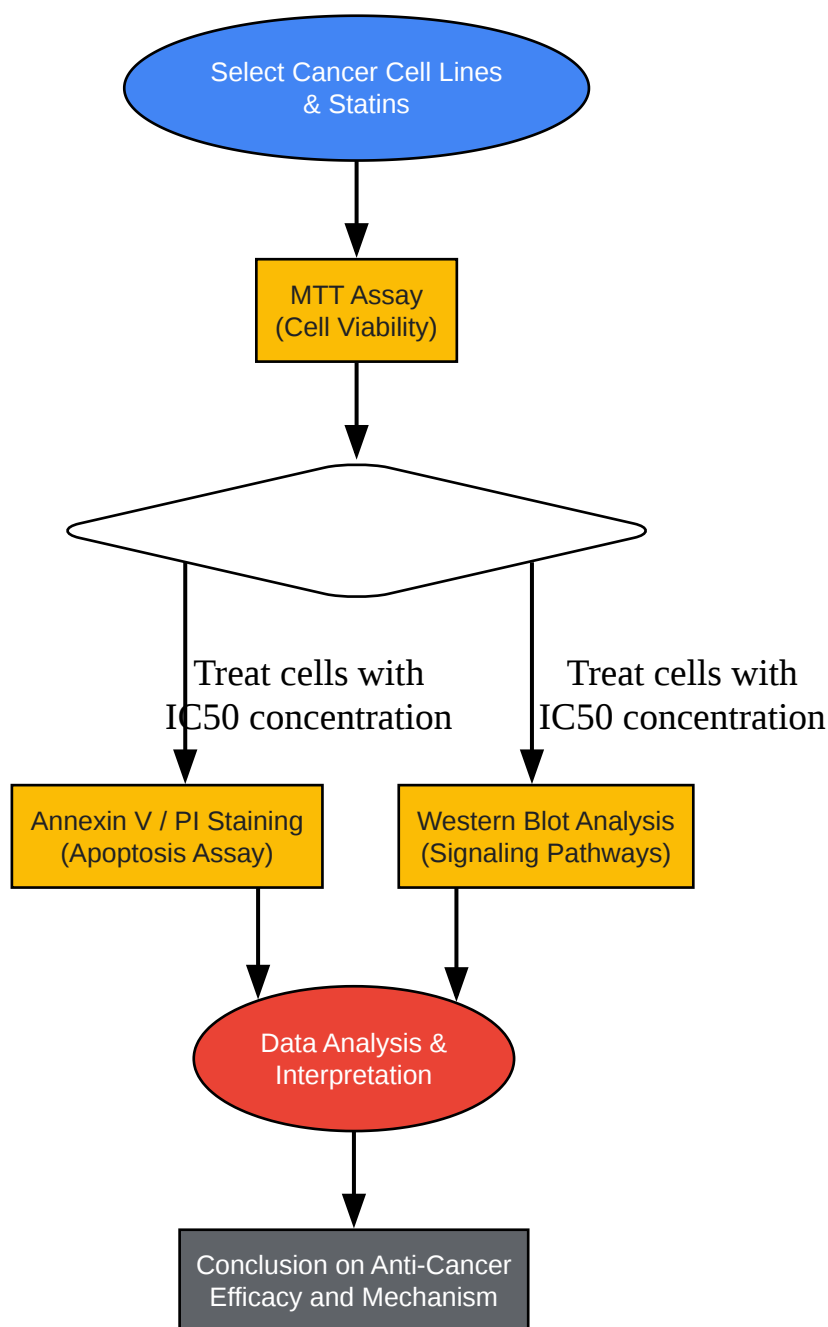 Select Cancer Cell Lines
& Statins
MTT Assay
(Cell Viability)
Treat cells with
IC50 concentration
Treat cells with
IC50 concentration
Annexin V / PI Staining
(Apoptosis Assay)
Western Blot Analysis
(Signaling Pathways)
Data Analysis &
Interpretation
Conclusion on Anti-Cancer
Efficacy and Mechanism